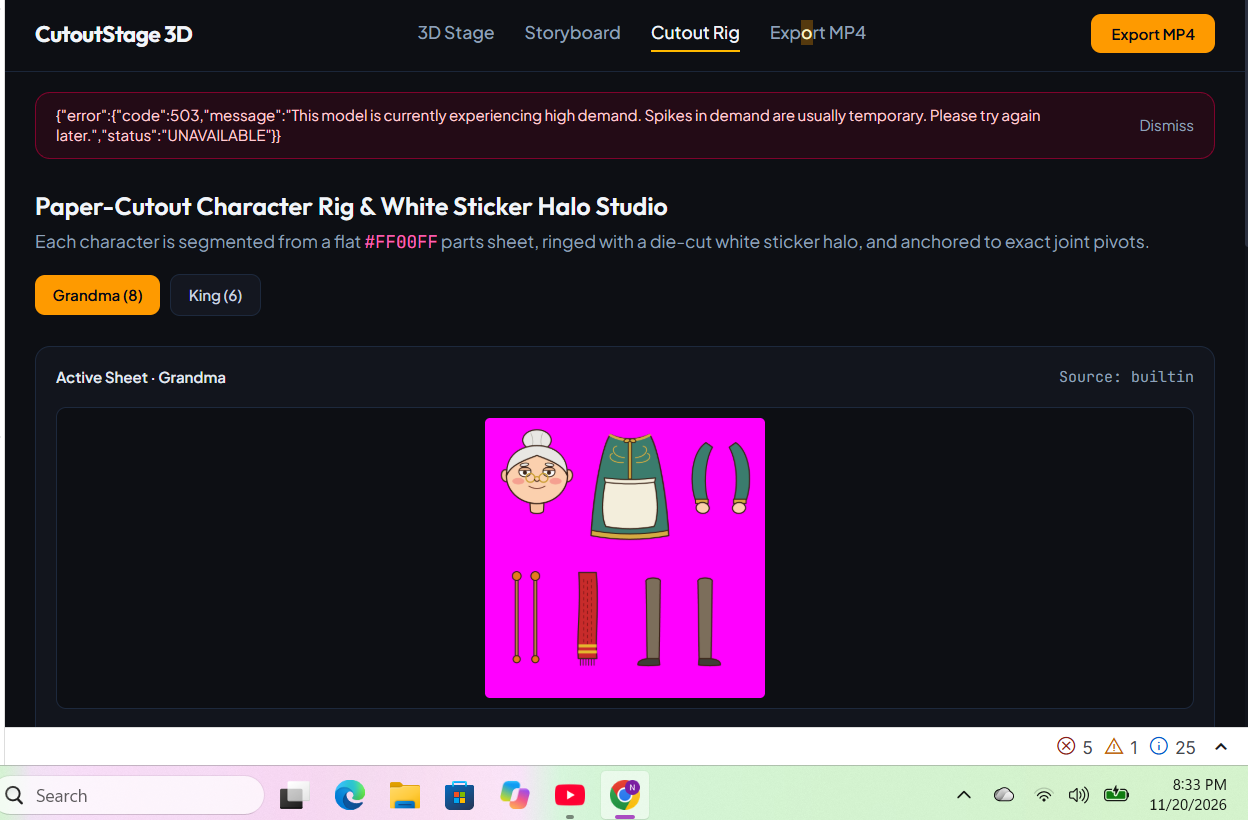 CutoutStage 3D
3D Stage
Storyboard
Cutout Rig
Export MP4
Export MP4
{"error":{"code":503,"message":"This model is currently experiencing high demand. Spikes in demand are usually temporary. Please try again
later.","status":"UNAVAILABLE"}}
Dismiss
Paper-Cutout Character Rig & White Sticker Halo Studio
Each character is segmented from a flat #FF00FF parts sheet, ringed with a die-cut white sticker halo, and anchored to exact joint pivots.
Grandma (8)
King (6)
Active Sheet · Grandma
Source: builtin
5
1
25
Search
N
8:33 PM
11/20/2026